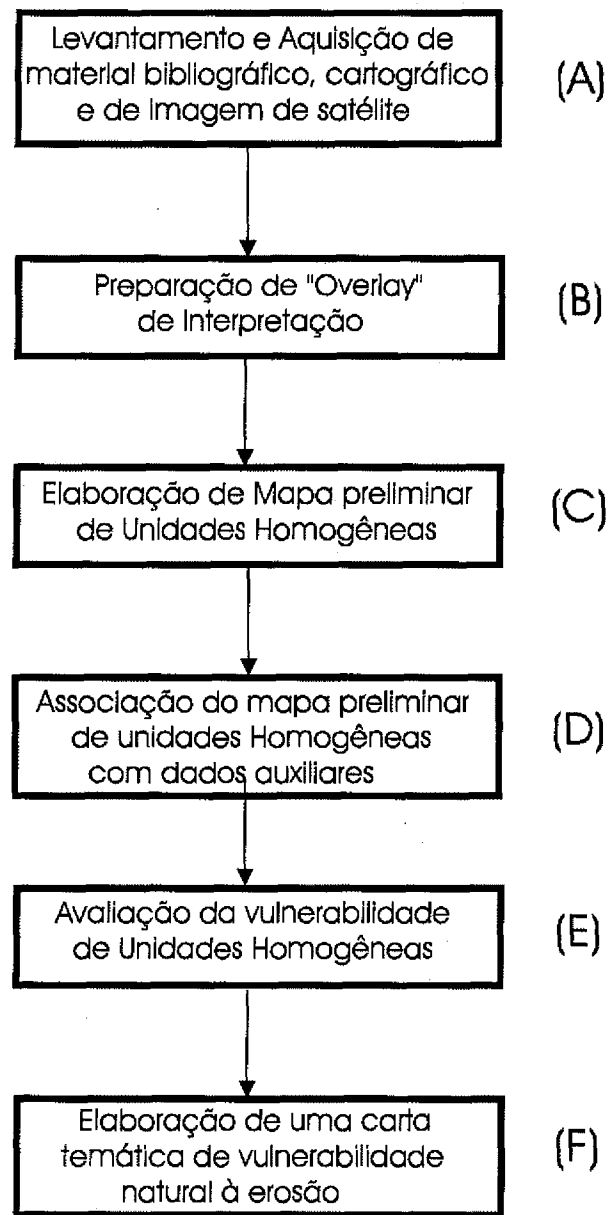 Levantamento e Aquisição de
material bibliográfico, cartográfico
e de Imagem de satélite
(A)
Preparação de "Overlay"
de Interpretação
(B)
Elaboração de Mapa preliminar
de Unidades Homogêneas
(C)
Associação do mapa preliminar
de unidades Homogêneas
com dados auxiliares
(D)
Avaliação da vulnerabilidade
de Unidades Homogêneas
(E)
Elaboração de uma carta
temática de vulnerabilidade
natural à erosão
(F)